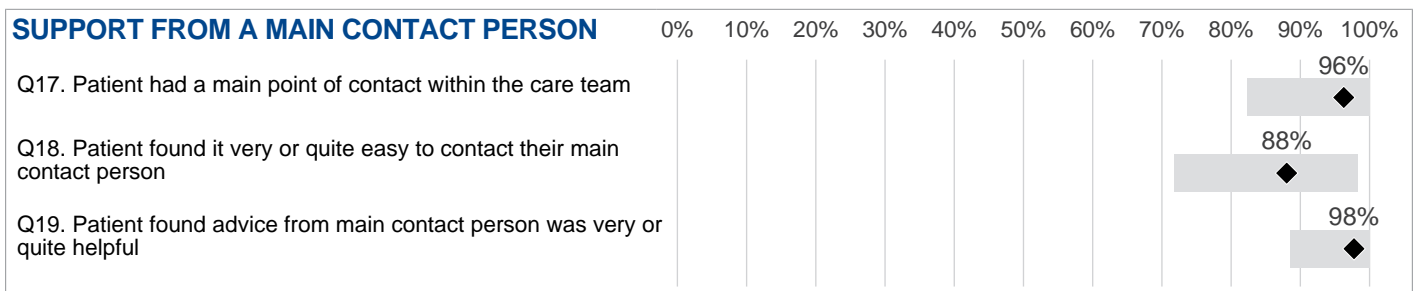 SUPPORT FROM A MAIN CONTACT PERSON 0% 10% 20% 30% 40% 50% 60% 70% 80% 90% 100%
Q17. Patient had a main point of contact within the care team 96%
Q18. Patient found it very or quite easy to contact their main
contact person
88%
Q19. Patient found advice from main contact person was very or
quite helpful
98%